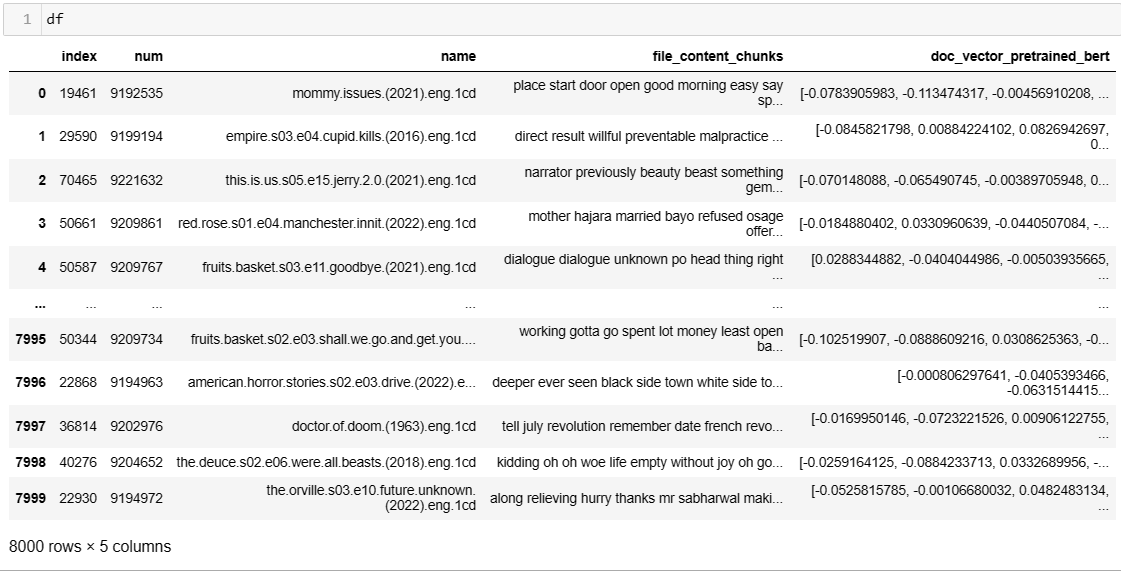 1 df
index num name file_content_chunks doc_vector_pretrained_bert
0 19461 9192535 mommy.issues.(2021).eng.1cd place start door open good morning easy say [-0.0783905983, -0.113474317, -0.00456910208, ...
sp...
1 29590 9199194 empire.s03.e04.cupid.kills.(2016).eng.1cd direct result willful preventable malpractice ... [-0.0845821798, 0.00884224102, 0.0826942697,
0...
2 70465 9221632 this.is.us.s05.e15.jerry.2.0.(2021).eng.1cd narrator previously beauty beast something [-0.070148088, -0.065490745, -0.00389705948, 0...
gem...
3 50661 9209861 red.rose.s01.e04.manchester.innit.(2022).eng.1cd mother hajara married bayo refused osage [-0.0184880402, 0.0330960639, -0.0440507084, -...
offer...
4 50587 9209767 fruits.basket.s03.e11.goodbye.(2021).eng.1cd dialogue dialogue unknown po head thing right [0.0288344882, -0.0404044986, -0.00503935665,
... ...
... ... ... ... ... ...
7995 50344 9209734 fruits.basket.s02.e03.shall.we.go.and.get.you.... working gotta go spent lot money least open [-0.102519907, -0.0888609216, 0.0308625363, -0...
ba...
7996 22868 9194963 american.horror.stories.s02.e03.drive.(2022).e... deeper ever seen black side town white side to... [-0.000806297641, -0.0405393466,
-0.0631514415...
7997 36814 9202976 doctor.of.doom.(1963).eng.1cd tell july revolution remember date french revo... [-0.0169950146, -0.0723221526, 0.00906122755,
...
7998 40276 9204652 the.deuce.s02.e06.were.all.beasts.(2018).eng.1cd kidding oh oh woe life empty without joy oh go... [-0.0259164125, -0.0884233713, 0.0332689956, -...
7999 22930 9194972 the.orville.s03.e10.future.unknown. along relieving hurry thanks mr sabharwal maki... [-0.0525815785, -0.00106680032, 0.0482483134,
(2022).eng.1cd ...
8000 rows × 5 columns